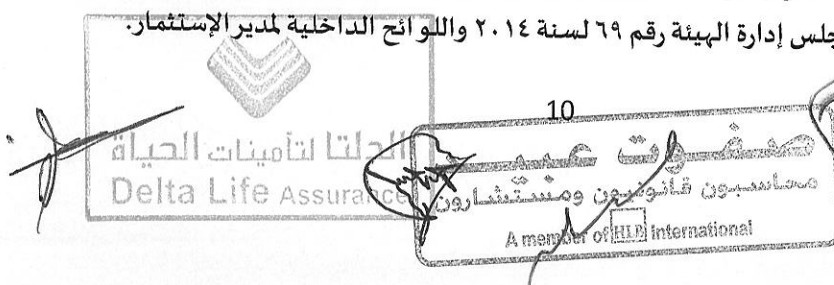 جلس إدارة الهيئة رقم ٦٩ لسنة ٢٠١٤ واللوائح الداخلية لمدير الإستثمار.
10
الدلتا لتأمينات الحياة
Delta Life Assurance
صفوت عبيد
محاسبون قانونيون ومستشارون
A member of HLB International